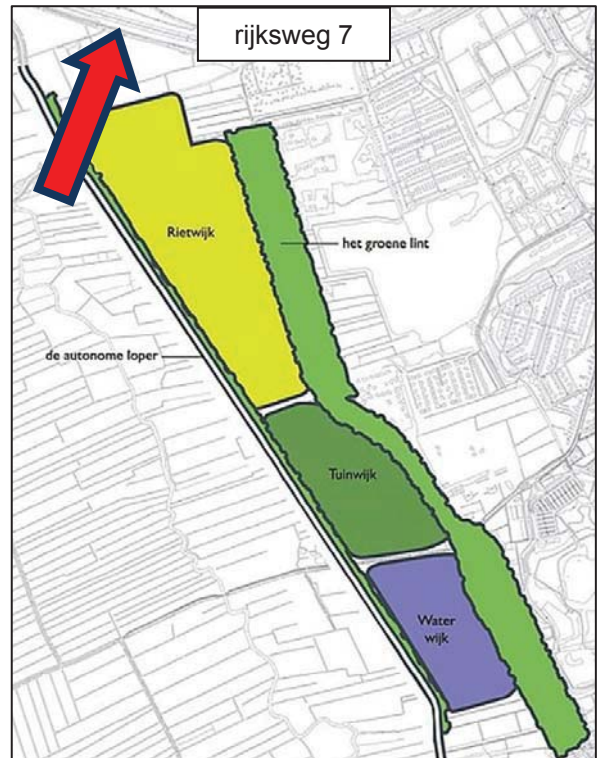 rijksweg 7
Rietwijk
het groene lint
de autonome loper
Tuinwijk
Water
wijk